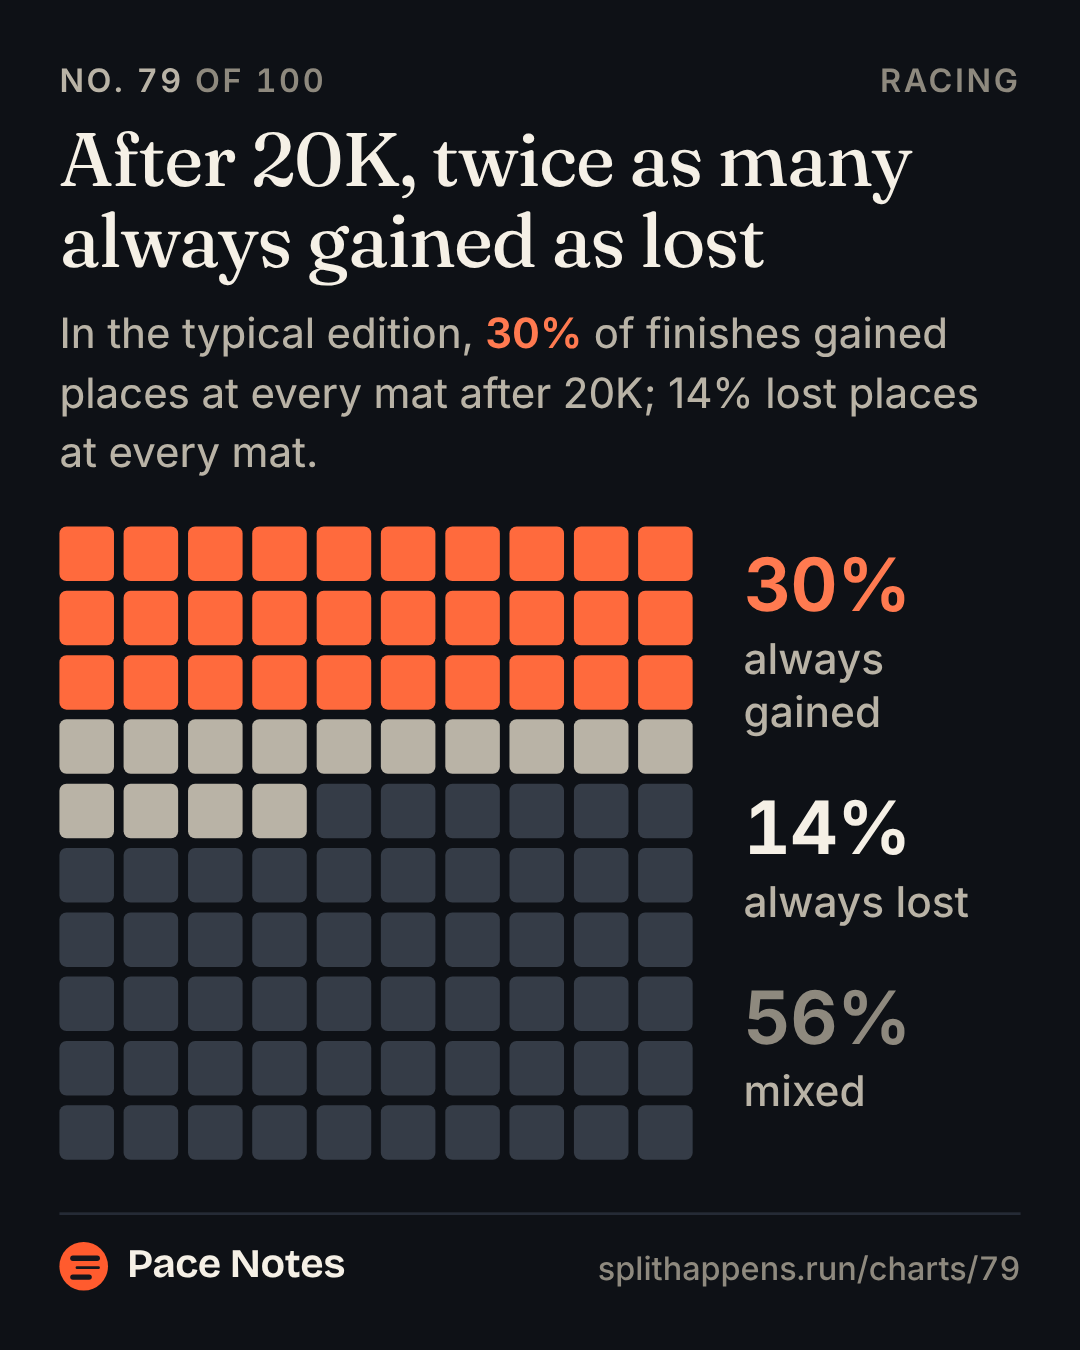 NO. 79 OF 100
RACING
After 20K, twice as many
always gained as lost
In the typical edition, 30% of finishes gained
places at every mat after 20K; 14% lost places
at every mat.
30%
always
gained
14%
always lost
56%
mixed
Pace Notes
splithappens.run/charts/79